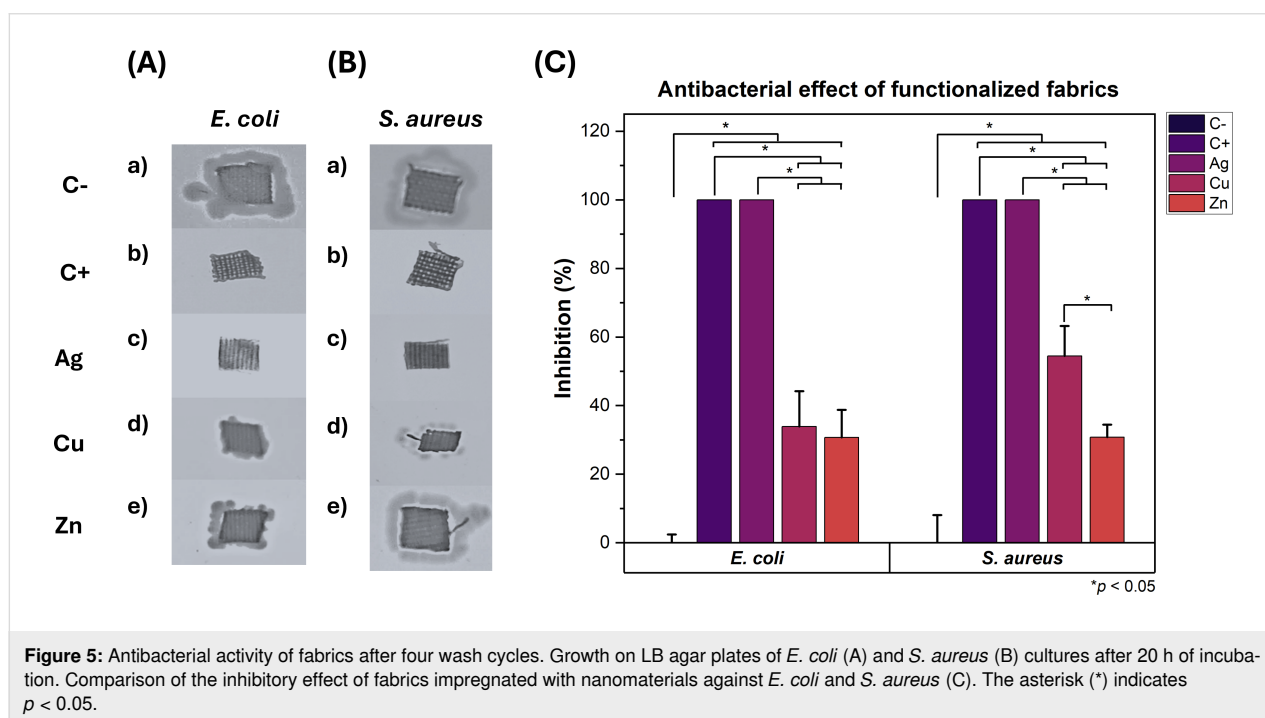 (A)
E. coli
C-
a)
C+
b)
Ag
c)
Cu
d)
Zn
e)
(B)
S. aureus
a)
b)
c)
d)
e)
(C)
Antibacterial effect of functionalized fabrics
Inhibition (%)
120
100
80
60
40
20
0
*
*
*
*
*
*
*
E. coli
S. aureus
*p < 0.05
C-
C+
Ag
Cu
Zn
Figure 5: Antibacterial activity of fabrics after four wash cycles. Growth on LB agar plates of E. coli (A) and S. aureus (B) cultures after 20 h of incuba-
tion. Comparison of the inhibitory effect of fabrics impregnated with nanomaterials against E. coli and S. aureus (C). The asterisk (*) indicates
p < 0.05.